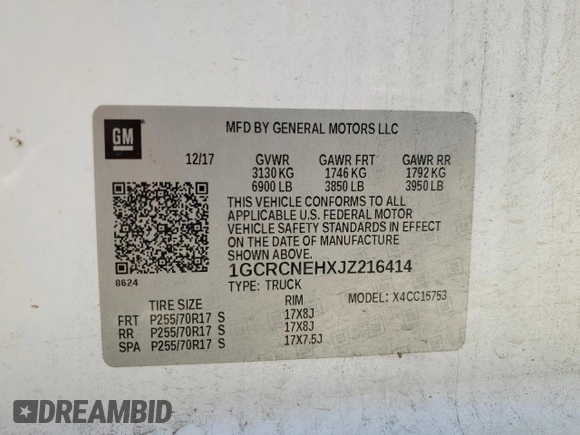 GM
MFD BY GENERAL MOTORS LLC
12/17 GVWR GAWR FRT GAWR RR
3130 KG 1746 KG 1792 KG
6900 LB 3850 LB 3950 LB
THIS VEHICLE CONFORMS TO ALL
APPLICABLE U.S. FEDERAL MOTOR
VEHICLE SAFETY STANDARDS IN EFFECT
ON THE DATE OF MANUFACTURE
SHOWN ABOVE.
1GCRCNEHXJZ216414
8624
TYPE: TRUCK MODEL: X4CC15753
TIRE SIZE RIM
FRT P255/70R17 S 17X8J
RR P255/70R17 S 17X8J
SPA P255/70R17 S 17X7.5J
DREAMBID